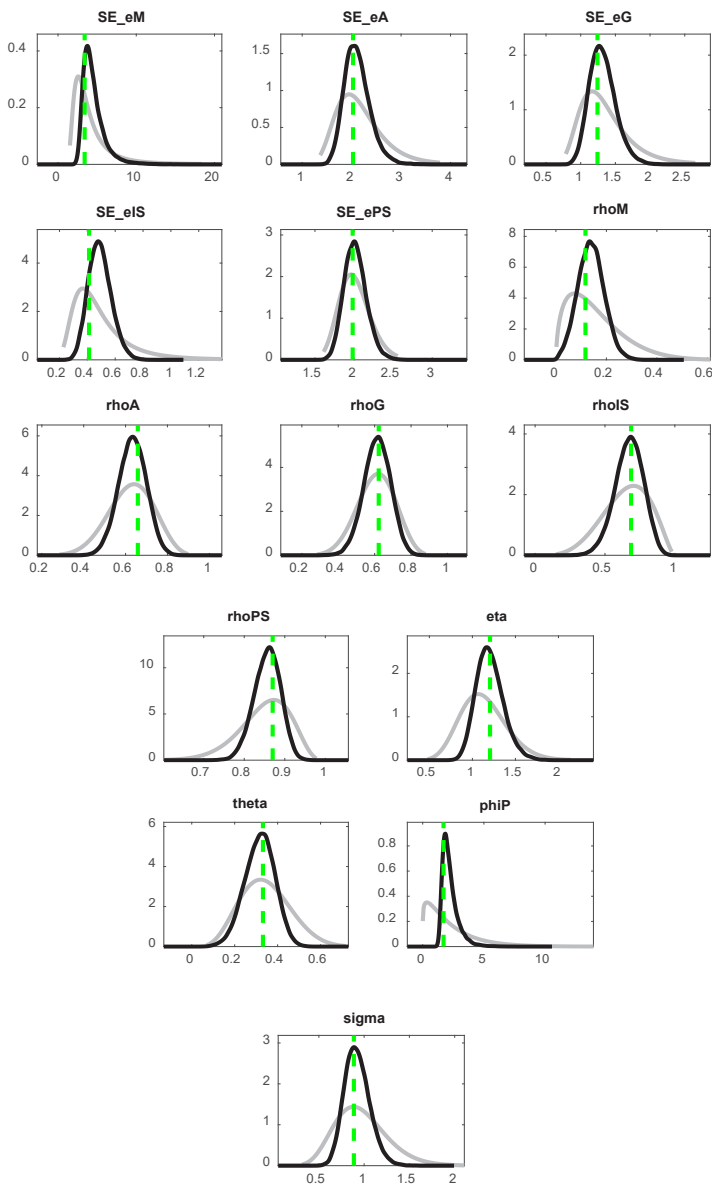 SE_eM SE_eA SE_eG
0.4 1.5 2
0.2 1 1
0.5
0 0 0
0 10 20 1 2 3 4 0.5 1 1.5 2 2.5
SE_eIS SE_ePS rhoM
4 3 8
2 2 6
1 4
2
0 0 0
0.2 0.4 0.6 0.8 1 1.2 1.5 2 2.5 3 0 0.2 0.4 0.6
rhoA rhoG rhoIS
6 4
4 4
2 2 2
0 0 0
0.2 0.4 0.6 0.8 1 0.2 0.4 0.6 0.8 1 0 0.5 1
rhoPS eta
10 2
5 1
0 0
0.7 0.8 0.9 1 0.5 1 1.5 2
theta phiP
6 0.8
4 0.6
0.4
2 0.2
0 0
0 0.2 0.4 0.6 0 5 10
sigma
3
2
1
0
0.5 1 1.5 2